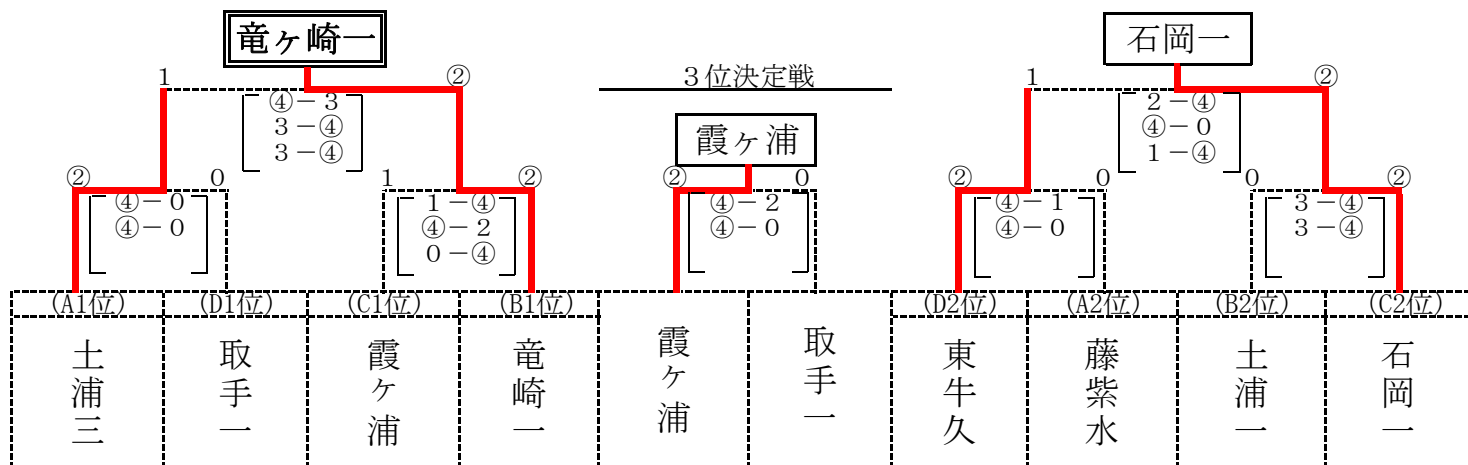 竜ヶ崎一
石岡一
３位決定戦
1
②
1
②
④－３
３－④
３－④
２－④
④－０
１－④
霞ヶ浦
②
0
1
②
②
0
②
0
0
②
④－０
④－０
１－④
④－２
０－④
④－２
④－０
④－１
④－０
３－④
３－④
(A1位)
(D1位)
(C1位)
(B1位)
(D2位)
(A2位)
(B2位)
(C2位)
土浦三
取手一
霞ヶ浦
竜崎一
霞ヶ浦
取手一
東牛久
藤紫水
土浦一
石岡一